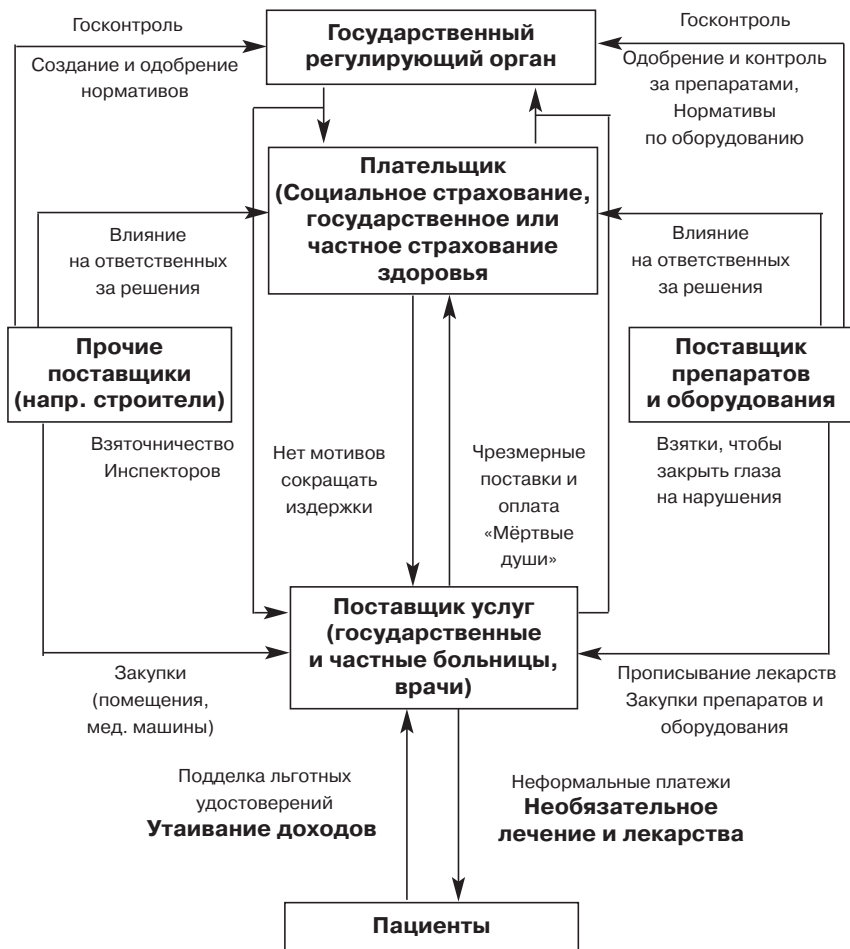 Госконтроль
Государственный
регулирующий орган
Госконтроль
Создание и одобрение
нормативов
Одобрение и контроль
за препаратами,
Нормативы
по оборудованию
Плательщик
(Социальное страхование,
государственное или
частное страхование
здоровья
Влияние
на ответственных
за решения
Влияние
на ответственных
за решения
Прочие
поставщики
(напр. строители)
Поставщик
препаратов
и оборудования
Взяточничество
Инспекторов
Нет мотивов
сокращать
издержки
Чрезмерные
поставки и
оплата
«Мёртвые
души»
Взятки, чтобы
закрыть глаза
на нарушения
Поставщик услуг
(государственные
и частные больницы,
врачи)
Закупки
(помещения,
мед. машины)
Прописывание лекарств
Закупки препаратов и
оборудования
Подделка льготных
удостоверений
Утаивание доходов
Неформальные платежи
Необязательное
лечение и лекарства
Пациенты